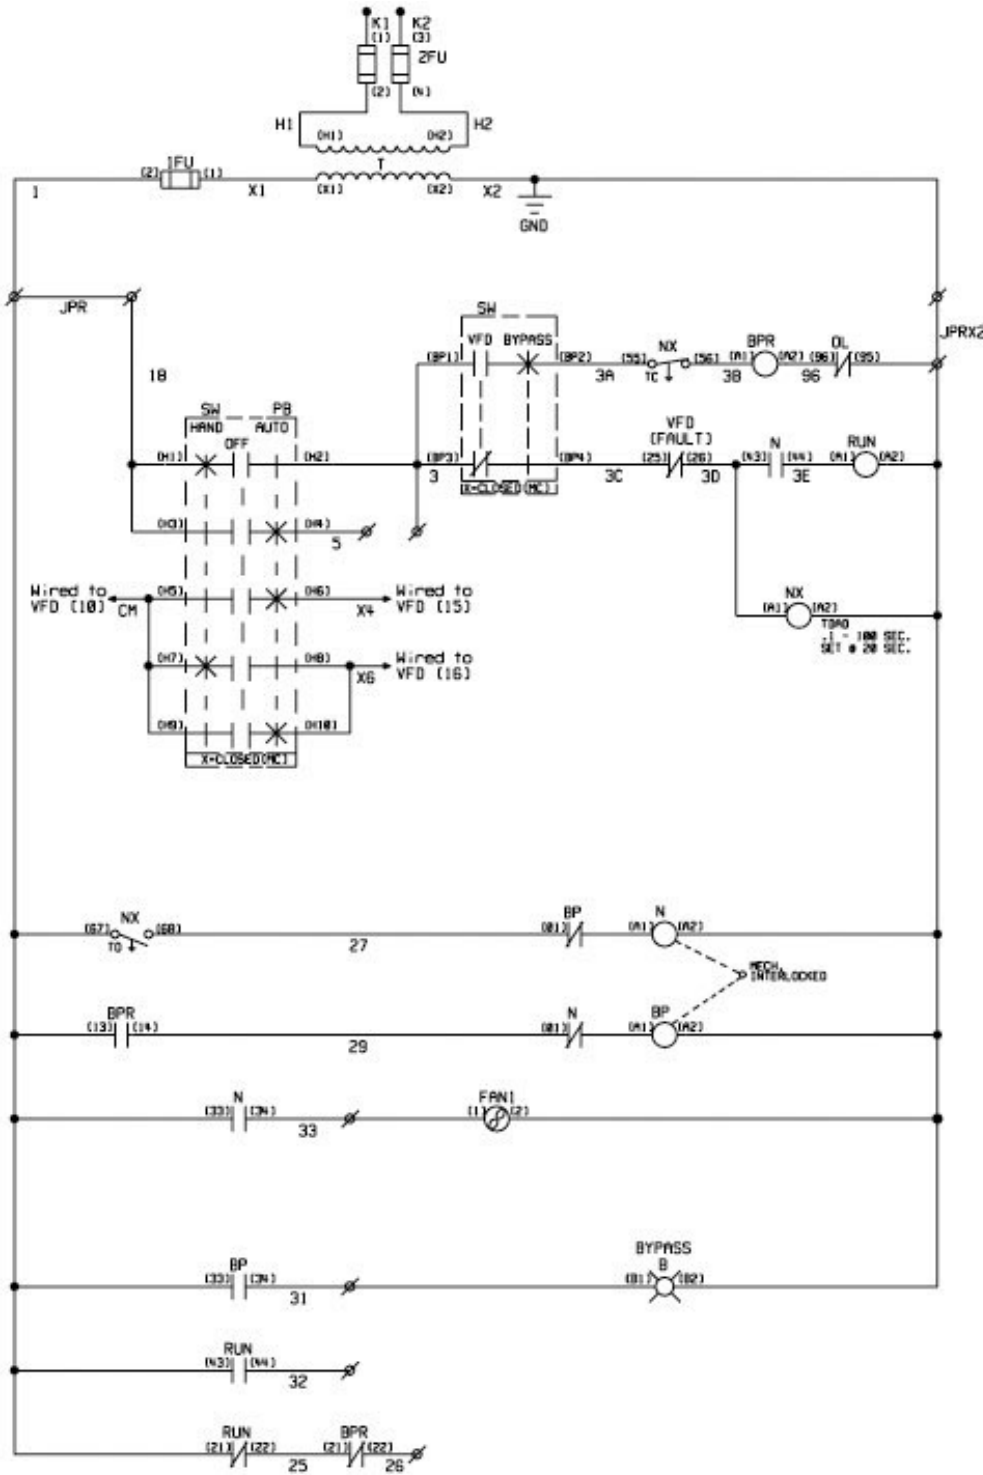 K1 K2
(1) (3)
2FU
(2) (4)
H1 (H1) (H2) H2
1FU
(2) (1)
T
1 X1 (X1) (X2) X2
GND
JPR
JPRX2
SW
VFD BYPASS
(BP1) (BP2) 3A
NX
(55) (56)
TC
3B
BPR
(A1) (A2)
96
OL
(96) (95)
18
SW PB
HAND OFF AUTO
(H1) (H2)
(BP3) 3 (BP4)
X=CLOSED(MC)
3C
VFD
(FAULT)
(25) (26)
3D
N
(43) (44)
3E
RUN
(A1) (A2)
(H3) (H4) 5
Wired to
VFD (10) CM
(H5) (H6) X4
Wired to
VFD (15)
NX
(A1) (A2)
TDAO
.1 - 100 SEC.
SET @ 20 SEC.
(H7) (H8) X6
Wired to
VFD (16)
(H9) (H10)
X=CLOSED(MC)
NX
(67) (68)
TO
27
BP
(01)
N
(A1) (A2)
MECH.
INTERLOCKED
BPR
(13) (14)
29
N
(01)
BP
(A1) (A2)
N
(33) (34)
33
FAN1
(1) (2)
BP
(33) (34)
31
BYPASS
B
(B1) (B2)
RUN
(43) (44)
32
RUN
(21) (22)
25
BPR
(21) (22)
26